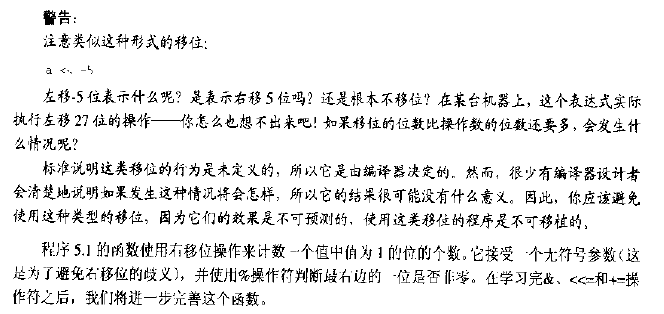 警告：
注意类似这种形式的移位：
a << -5
左移-5位表示什么呢？是表示右移5位吗？还是根本不移位？在某台机器上，这个表达式实际
执行左移27位的操作——你怎么也想不出来吧！如果移位的位数比操作数的位数还要多，会发生什
么情况呢？
标准说明这类移位的行为是未定义的，所以它是由编译器决定的。然而，很少有编译器设计者
会清楚地说明如果发生这种情况将会怎样，所以它的结果很可能没有什么意义。因此，你应该避免
使用这种类型的移位，因为它们的效果是不可预测的，使用这类移位的程序是不可移植的。
程序5.1的函数使用右移位操作来计数一个值中值为1的位的个数。它接受一个无符号参数（这
是为了避免右移位的歧义），并使用%操作符判断最右边的一位是否非零。在学习完&、<<=和+=操
作符之后，我们将进一步完善这个函数。